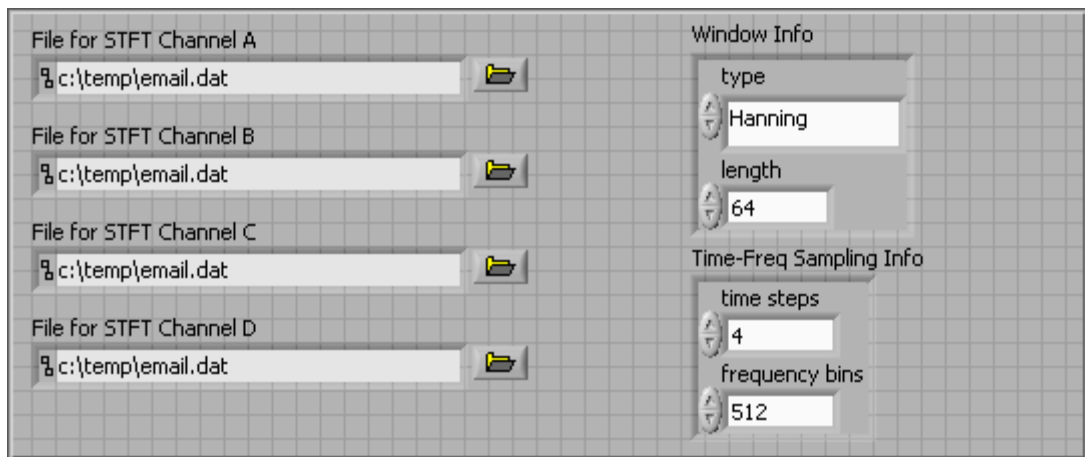 File for STFT Channel A
c:\temp\email.dat
File for STFT Channel B
c:\temp\email.dat
File for STFT Channel C
c:\temp\email.dat
File for STFT Channel D
c:\temp\email.dat
Window Info
type
Hanning
length
64
Time-Freq Sampling Info
time steps
4
frequency bins
512